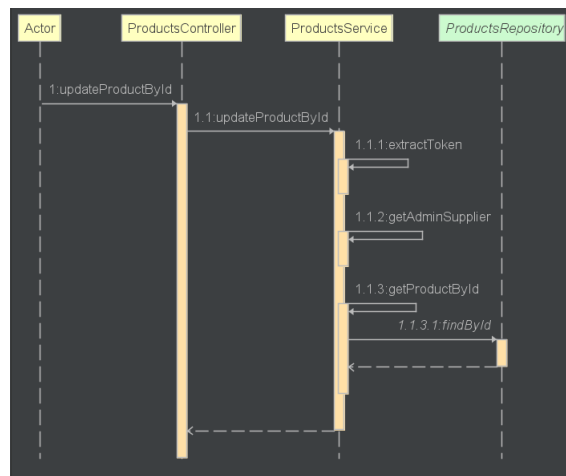 Actor
ProductsController
ProductsService
ProductsRepository
1:updateProductById
1.1:updateProductById
1.1.1:extractToken
1.1.2:getAdminSupplier
1.1.3:getProductById
1.1.3.1:findById